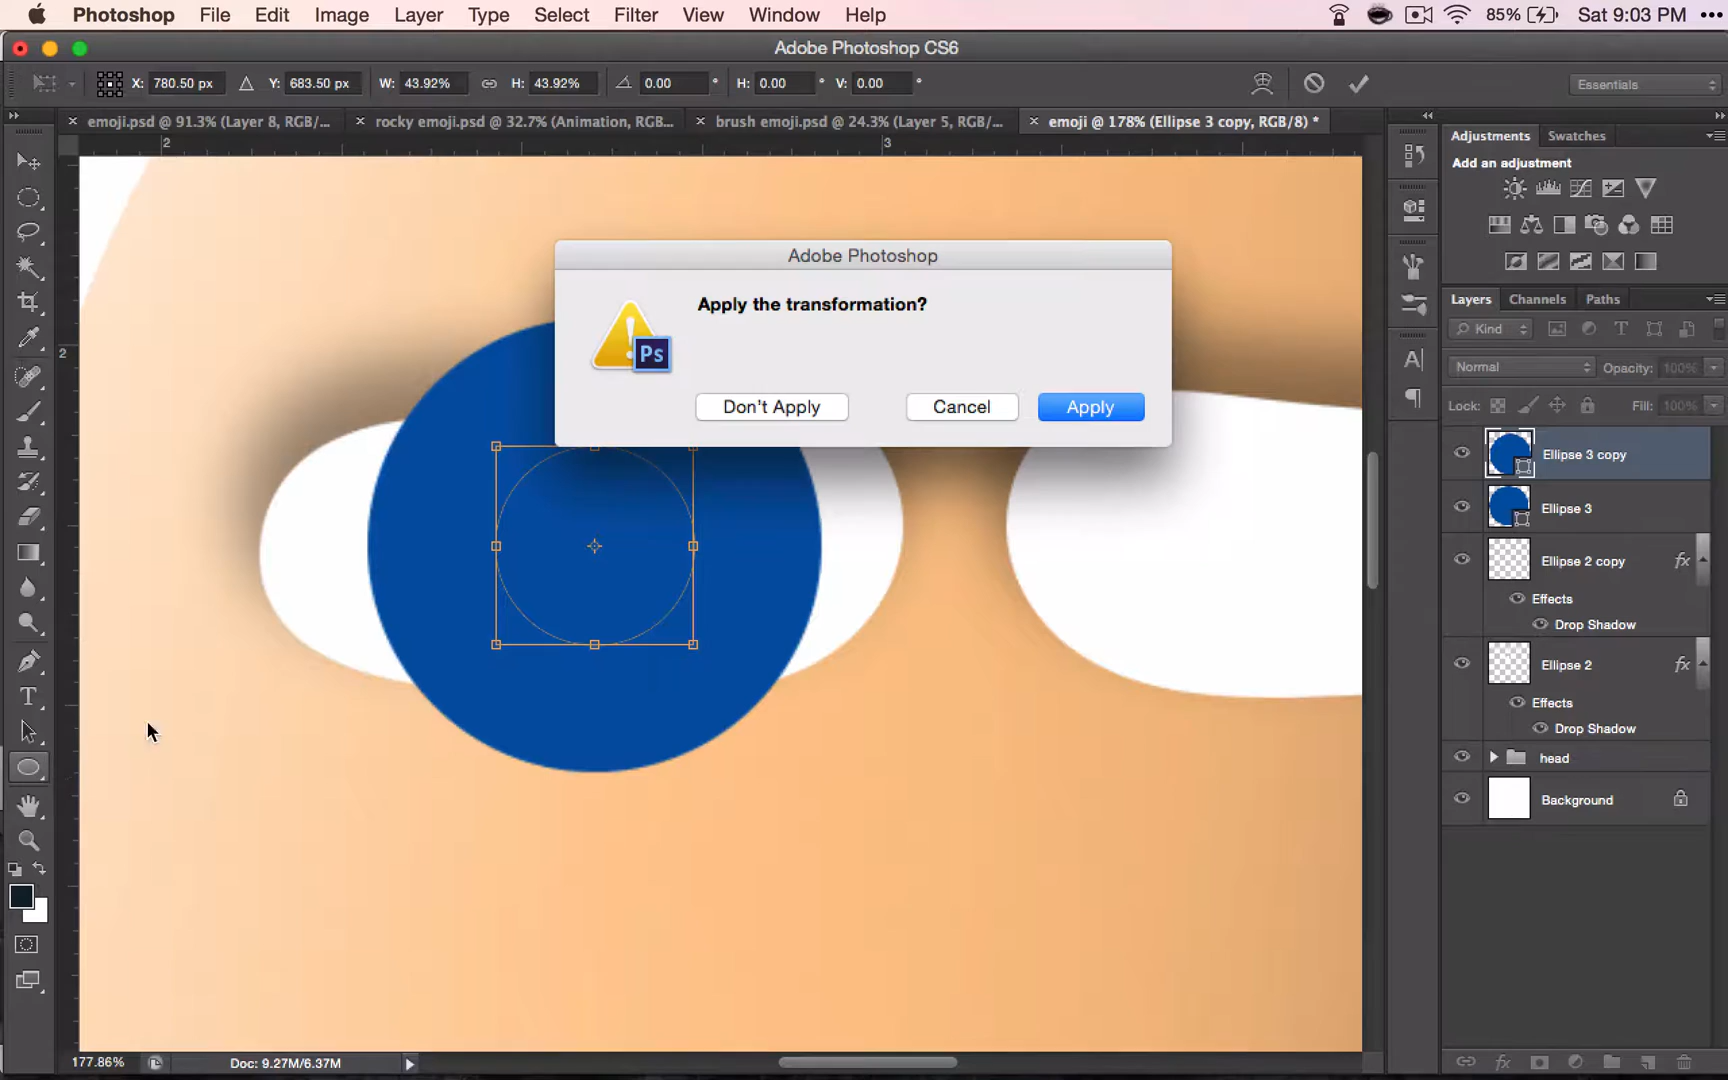 Photoshop File Edit Image Layer Type Select Filter View Window Help 85% Sat 9:03 PM
Adobe Photoshop CS6
X: 780.50 px Y: 683.50 px W: 43.92% H: 43.92% 0.00 ° H: 0.00 ° V: 0.00 ° Essentials
× emoji.psd @ 91.3% (Layer 8, RGB/... × rocky emoji.psd @ 32.7% (Animation, RGB... × brush emoji.psd @ 24.3% (Layer 5, RGB/... × emoji @ 178% (Ellipse 3 copy, RGB/8) *
2 3
2
Adjustments Swatches
Add an adjustment
Adobe Photoshop
Apply the transformation?
Ps
Don't Apply Cancel Apply
Layers Channels Paths
Kind
Normal Opacity: 100%
Lock: Fill: 100%
Ellipse 3 copy
Ellipse 3
Ellipse 2 copy fx
Effects
Drop Shadow
Ellipse 2 fx
Effects
Drop Shadow
head
Background
177.86% Doc: 9.27M/6.37M